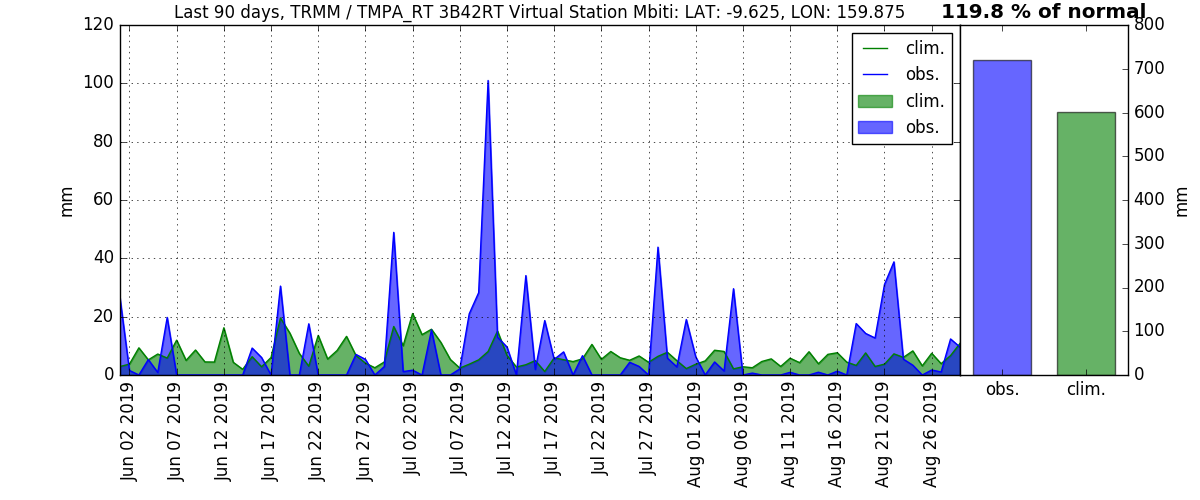 Last 90 days, TRMM / TMPA_RT 3B42RT Virtual Station Mbiti: LAT: -9.625, LON: 159.875
119.8 % of normal
120
100
80
60
40
20
0
mm
clim.
obs.
clim.
obs.
Jun 02 2019
Jun 07 2019
Jun 12 2019
Jun 17 2019
Jun 22 2019
Jun 27 2019
Jul 02 2019
Jul 07 2019
Jul 12 2019
Jul 17 2019
Jul 22 2019
Jul 27 2019
Aug 01 2019
Aug 06 2019
Aug 11 2019
Aug 16 2019
Aug 21 2019
Aug 26 2019
800
700
600
500
400
300
200
100
0
mm
obs.
clim.